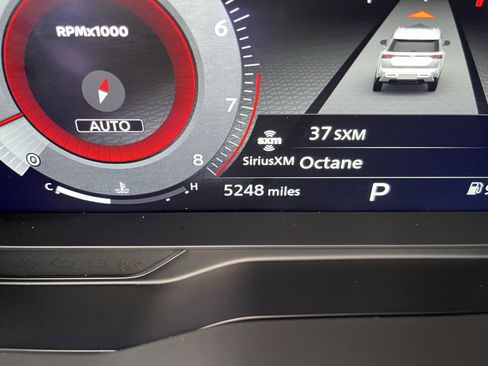 RPMx1000
6
7
AUTO
8
sxm
37 SXM
SiriusXM Octane
C
H
5248 miles
P